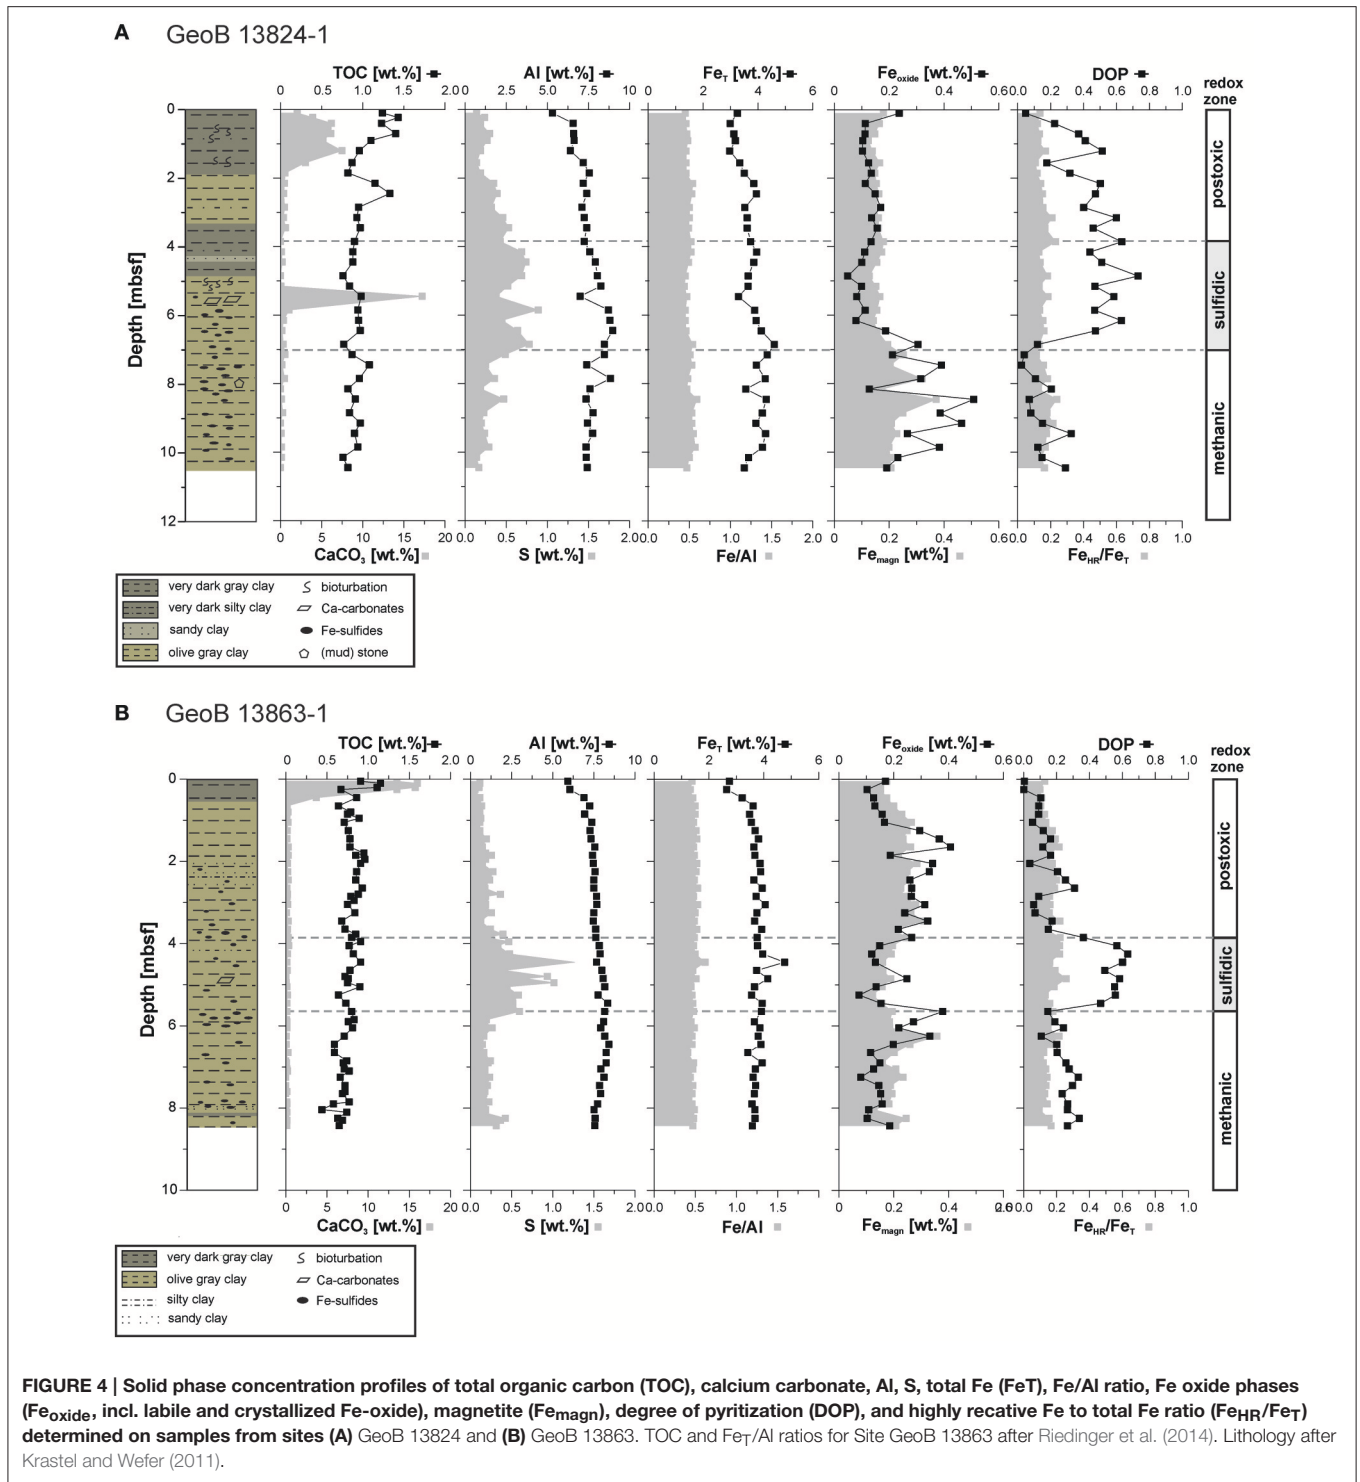 A GeoB 13824-1
TOC [wt.%] Al [wt.%] FeT [wt.%] Feoxide [wt.%] DOP redox
zone
0 0.5 1.0 1.5 2.0 0 2.5 5 7.5 10 0 2 4 6 0 0.2 0.4 0.6 0 0.2 0.4 0.6 0.8 1.0
0
2
4
6
8
10
12
Depth [mbsf]
postoxic
sulfidic
methanic
0 5 10 15 20 0.0 0.5 1.0 1.5 2.0 0.0 0.5 1.0 1.5 2.0 0.0 0.2 0.4 0.6 0.0 0.2 0.4 0.6 0.8 1.0
CaCO3 [wt.%] S [wt.%] Fe/Al Femagn [wt%] FeHR/FeT
very dark gray clay bioturbation
very dark silty clay Ca-carbonates
sandy clay Fe-sulfides
olive gray clay (mud) stone
B GeoB 13863-1
TOC [wt.%] Al [wt.%] FeT [wt.%] Feoxide [wt.%] DOP redox
zone
0 0.5 1.0 1.5 2.0 0 2.5 5 7.5 10 0 2 4 6 0 0.2 0.4 0.6 0 0.2 0.4 0.6 0.8 1.0
0
2
4
6
8
10
Depth [mbsf]
postoxic
sulfidic
methanic
0 5 10 15 20 0.0 0.5 1.0 1.5 2.0 0.0 0.5 1.0 1.5 0.0 0.2 0.4 0.0 0.2 0.4 0.6 0.8 1.0
CaCO3 [wt.%] S [wt.%] Fe/Al Femagn [wt.%] FeHR/FeT
very dark gray clay bioturbation
olive gray clay Ca-carbonates
silty clay Fe-sulfides
sandy clay
FIGURE 4 | Solid phase concentration profiles of total organic carbon (TOC), calcium carbonate, Al, S, total Fe (FeT), Fe/Al ratio, Fe oxide phases
(Feoxide, incl. labile and crystallized Fe-oxide), magnetite (Femagn), degree of pyritization (DOP), and highly recative Fe to total Fe ratio (FeHR/FeT)
determined on samples from sites (A) GeoB 13824 and (B) GeoB 13863. TOC and FeT/Al ratios for Site GeoB 13863 after Riedinger et al. (2014). Lithology after
Krastel and Wefer (2011).